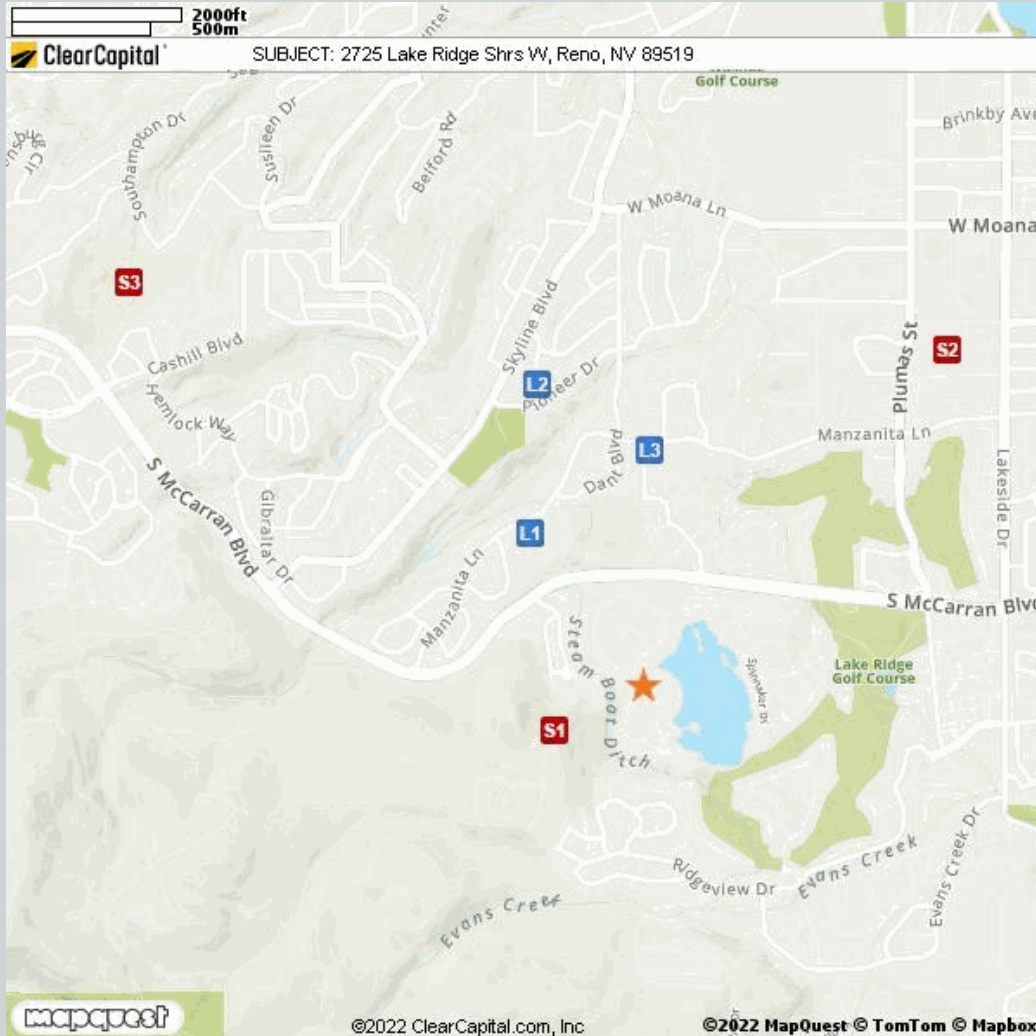 2000ft
500m
ClearCapital
SUBJECT: 2725 Lake Ridge Shrs W, Reno, NV 89519
Golf Course
Brinkby Ave
Southampton Dr
Susileen Dr
Belford Rd
W Moana Ln
W Moana
S3
Skyline Blvd
Cashill Blvd
Plumas St
S2
L2
Pioneer Dr
Hemlock Way
Manzanita Ln
L3
Dant Blvd
S McCarran Blvd
Gibraltar Dr
Lakeside Dr
L1
Manzanita Ln
S McCarran Blvd
Steam Boat Ditch
Spinnaker Dr
Lake Ridge
Golf Course
S1
Ridgeview Dr
Evans Creek
Evans Creek Dr
Evans Creek
mapquest
©2022 ClearCapital.com, Inc
©2022 MapQuest © TomTom © Mapbox